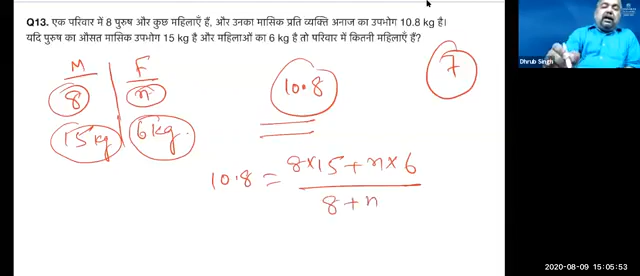 Q13. एक परिवार में 8 पुरुष और कुछ महिलाएँ हैं, और उनका मासिक प्रति व्यक्ति अनाज का उपभोग 10.8 kg है।
यदि पुरुष का औसत मासिक उपभोग 15 kg है और महिलाओं का 6 kg है तो परिवार में कितनी महिलाएँ हैं?
M F
8 n
15 kg 6 kg
10.8
7
10.8 = 8×15 + n×6
8 + n
Dhrub Singh
2020-08-09 15:05:53